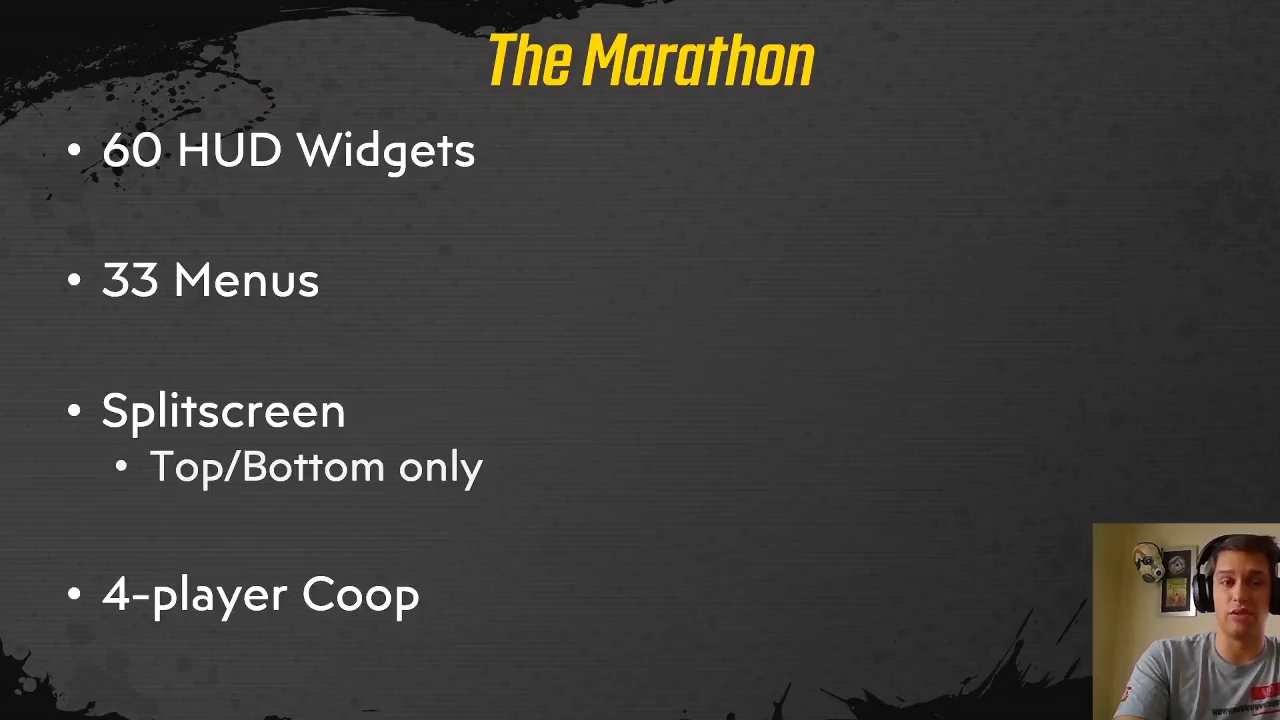 The Marathon
• 60 HUD Widgets
• 33 Menus
• Splitscreen
• Top/Bottom only
• 4-player Coop